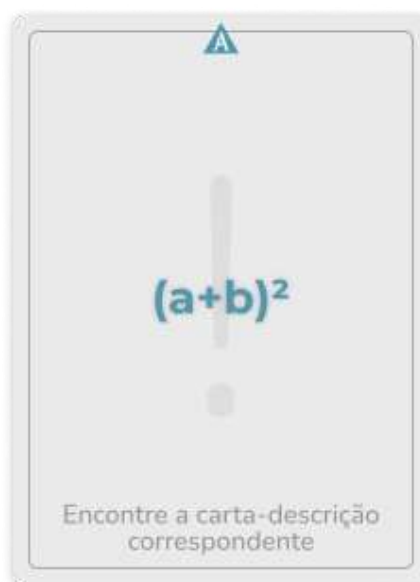 A
(a+b)²
Encontre a carta-descrição
correspondente